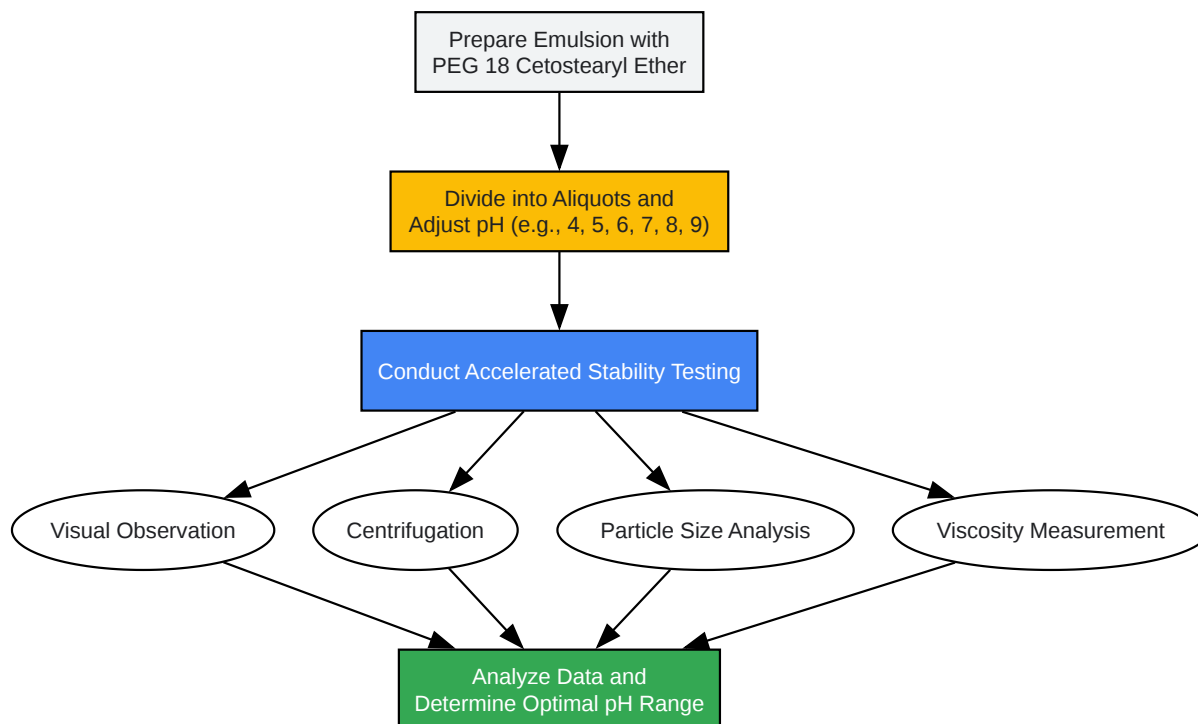 Prepare Emulsion with
PEG 18 Cetostearyl Ether
Divide into Aliquots and
Adjust pH (e.g., 4, 5, 6, 7, 8, 9)
Conduct Accelerated Stability Testing
Visual Observation
Centrifugation
Particle Size Analysis
Viscosity Measurement
Analyze Data and
Determine Optimal pH Range